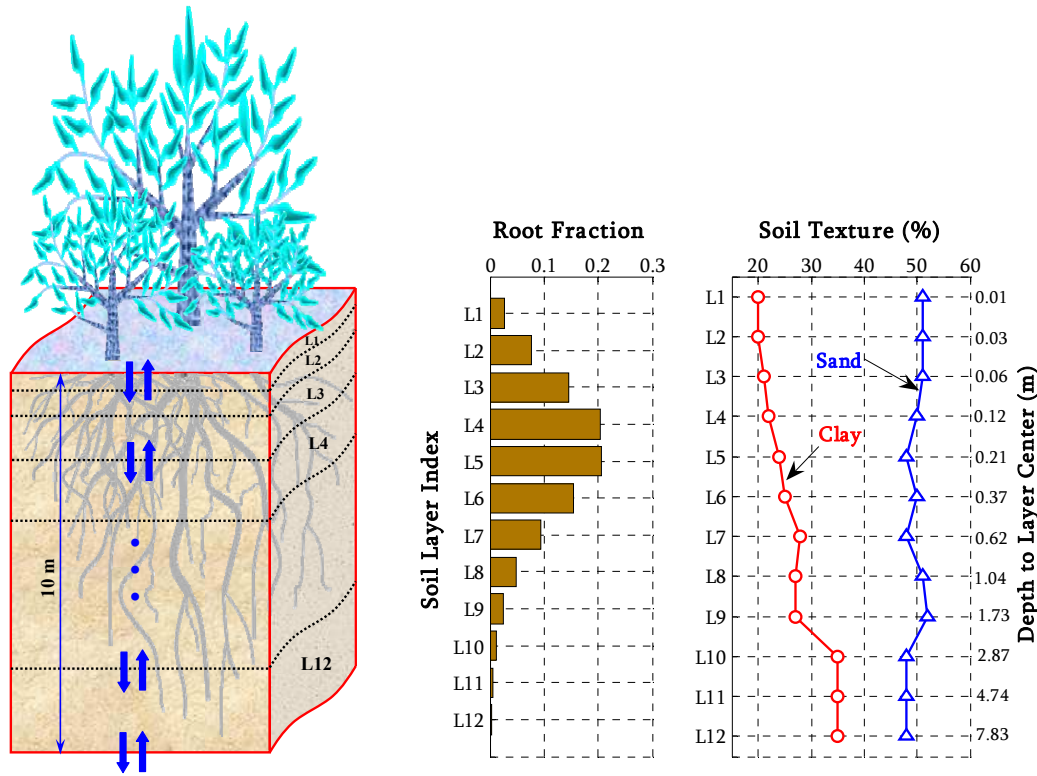 L1
L2
L3
L4
L12
10 m
Root Fraction
0 0.1 0.2 0.3
Soil Layer Index
L1
L2
L3
L4
L5
L6
L7
L8
L9
L10
L11
L12
Soil Texture (%)
20 30 40 50 60
L1 0.01
L2 0.03
L3 0.06
L4 0.12
L5 0.21
L6 0.37
L7 0.62
L8 1.04
L9 1.73
L10 2.87
L11 4.74
L12 7.83
Sand
Clay
Depth to Layer Center (m)